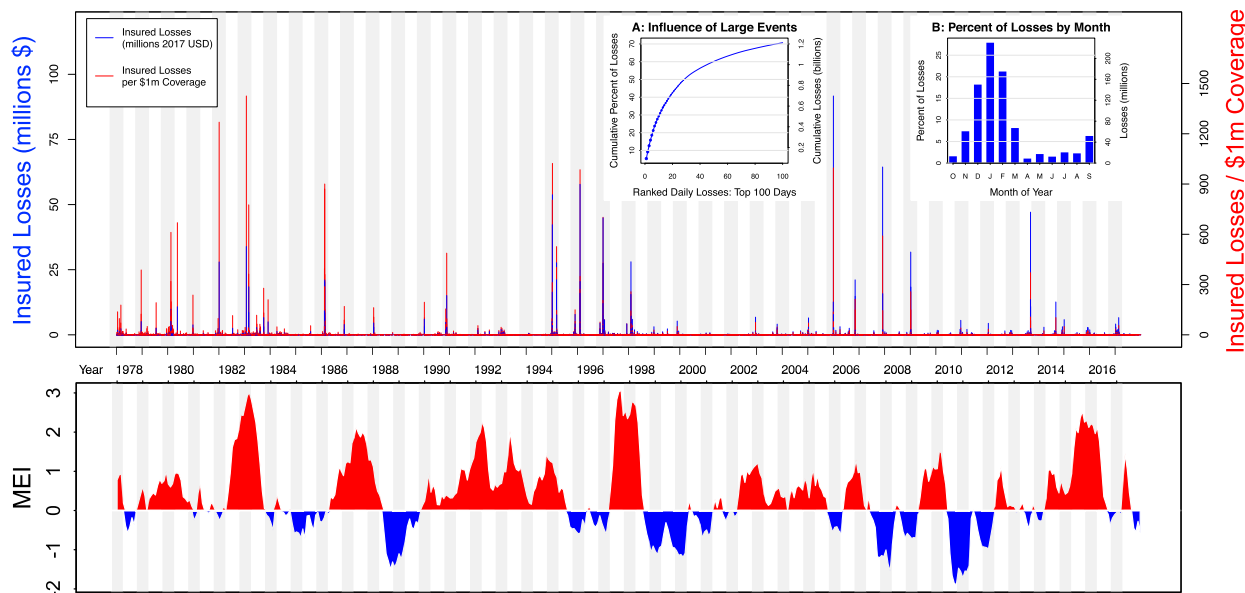 Insured Losses (millions $)
Insured Losses / $1m Coverage
Insured Losses
(millions 2017 USD)
Insured Losses
per $1m Coverage
100
75
50
25
0
1500
1200
900
600
300
0
A: Influence of Large Events
Cumulative Percent of Losses
70
60
50
40
30
20
10
Cumulative Losses (billions)
1.2
1
0.8
0.6
0.4
0.2
0 20 40 60 80 100
Ranked Daily Losses: Top 100 Days
B: Percent of Losses by Month
Percent of Losses
25
20
15
10
5
0
Losses (millions)
200
160
120
80
40
0
O N D J F M A M J J A S
Month of Year
Year 1978 1980 1982 1984 1986 1988 1990 1992 1994 1996 1998 2000 2002 2004 2006 2008 2010 2012 2014 2016
MEI
3
2
1
0
-1
-2